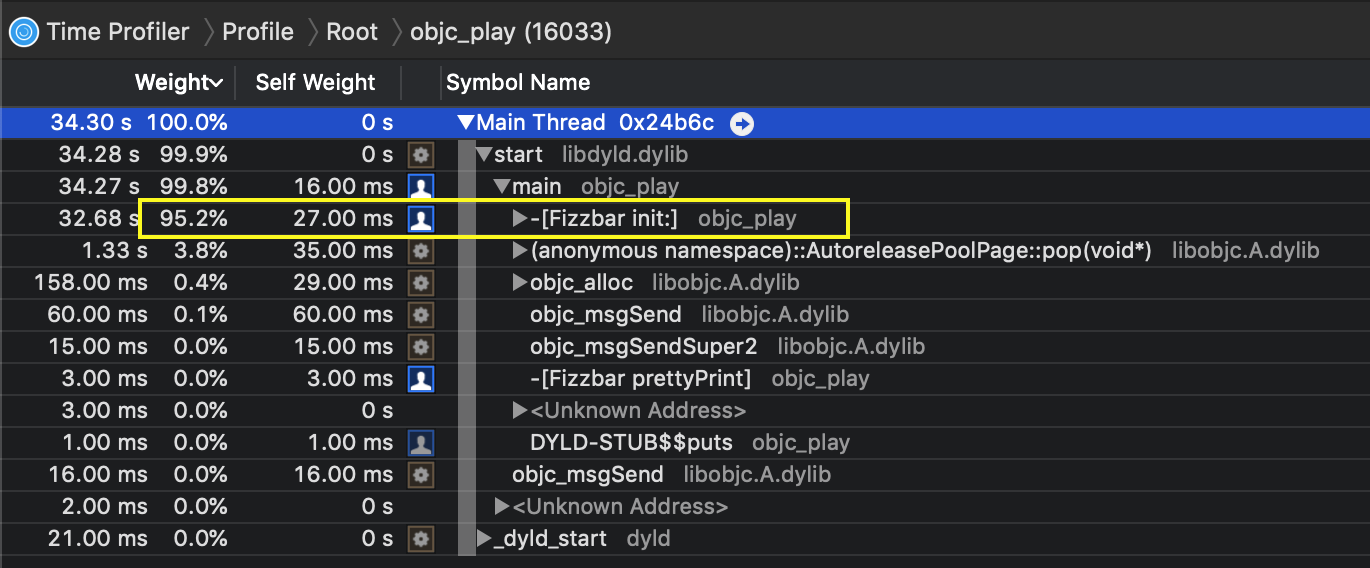 Time Profiler Profile Root objc_play (16033)
Weight Self Weight Symbol Name
34.30 s 100.0% 0 s Main Thread 0x24b6c
34.28 s 99.9% 0 s start libdyld.dylib
34.27 s 99.8% 16.00 ms main objc_play
32.68 s 95.2% 27.00 ms -[Fizzbar init:] objc_play
1.33 s 3.8% 35.00 ms (anonymous namespace)::AutoreleasePoolPage::pop(void*) libobjc.A.dylib
158.00 ms 0.4% 29.00 ms objc_alloc libobjc.A.dylib
60.00 ms 0.1% 60.00 ms objc_msgSend libobjc.A.dylib
15.00 ms 0.0% 15.00 ms objc_msgSendSuper2 libobjc.A.dylib
3.00 ms 0.0% 3.00 ms -[Fizzbar prettyPrint] objc_play
3.00 ms 0.0% 0 s <Unknown Address>
1.00 ms 0.0% 1.00 ms DYLD-STUB$$puts objc_play
16.00 ms 0.0% 16.00 ms objc_msgSend libobjc.A.dylib
2.00 ms 0.0% 0 s <Unknown Address>
21.00 ms 0.0% 0 s _dyld_start dyld